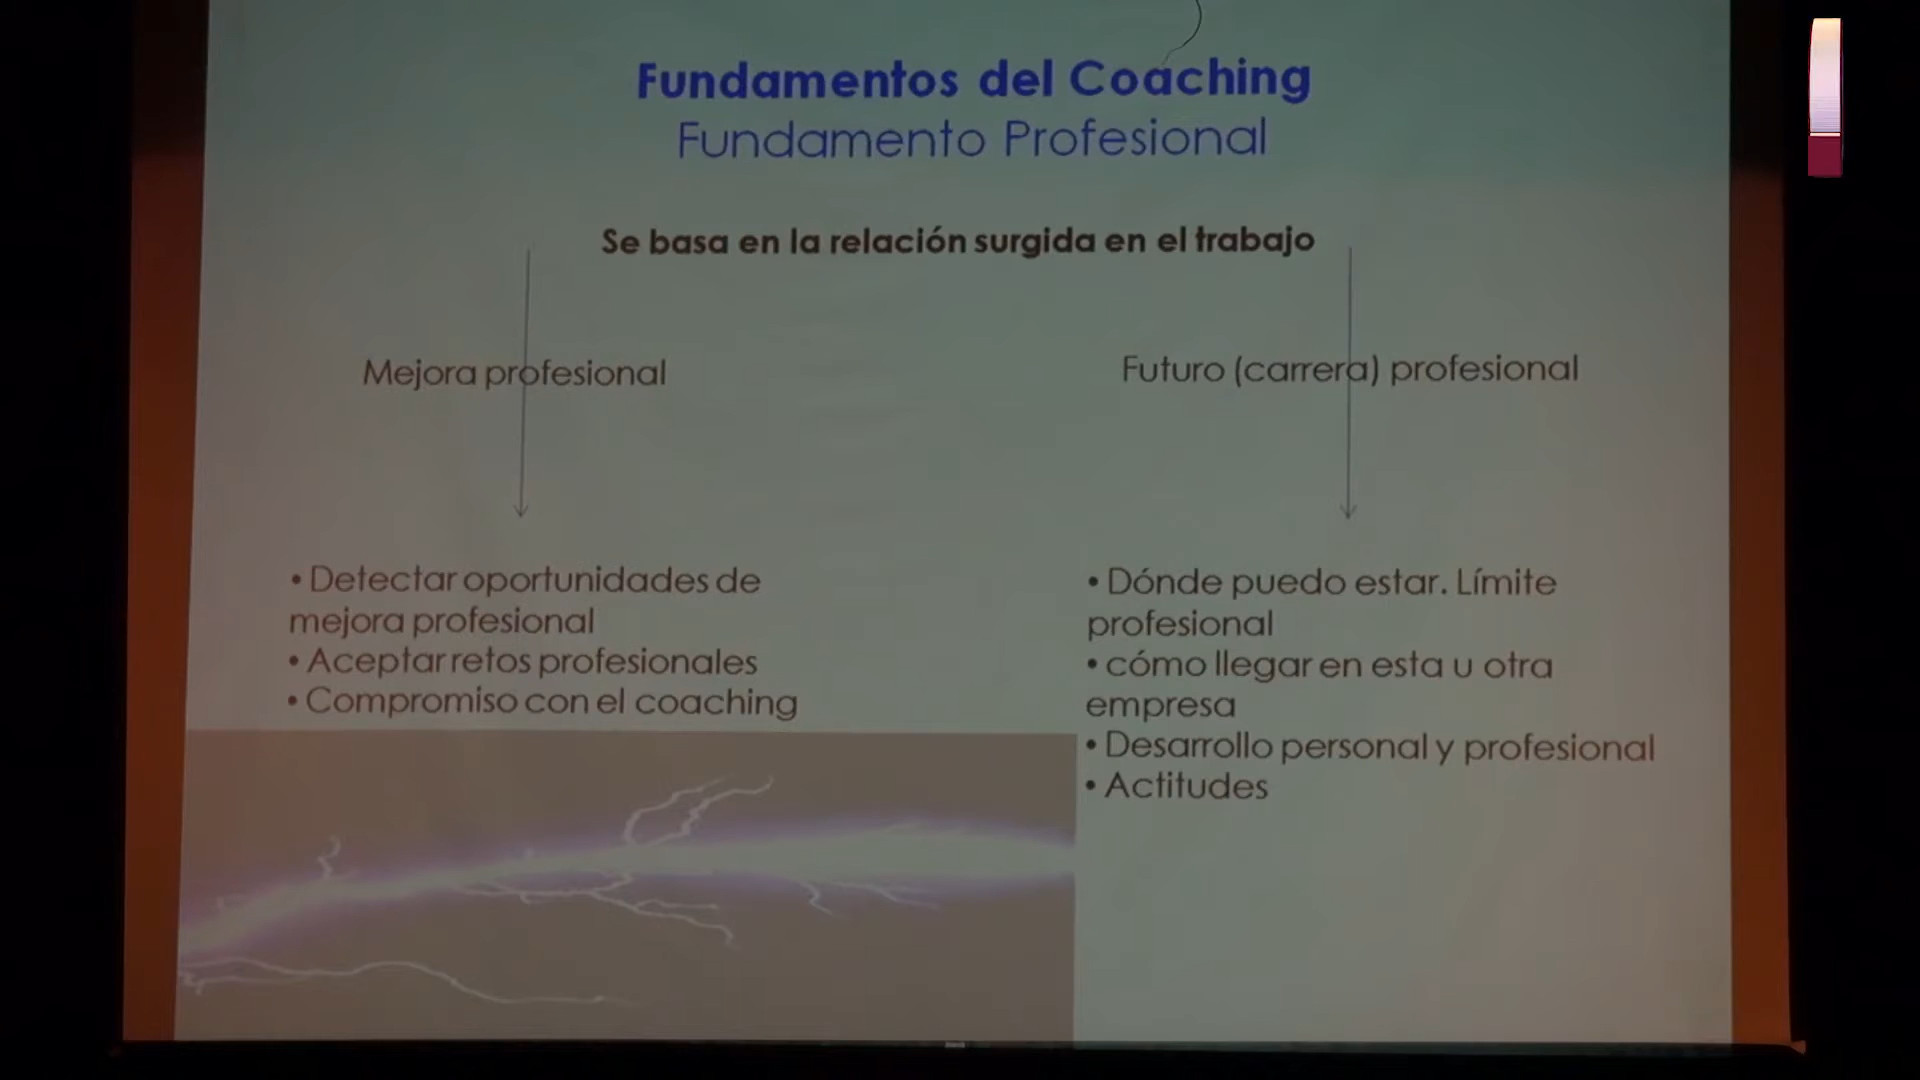 Fundamentos del Coaching
Fundamento Profesional
Se basa en la relación surgida en el trabajo
Mejora profesional
• Detectar oportunidades de
mejora profesional
• Aceptar retos profesionales
• Compromiso con el coaching
Futuro (carrera) profesional
• Dónde puedo estar. Límite
profesional
• cómo llegar en esta u otra
empresa
• Desarrollo personal y profesional
• Actitudes